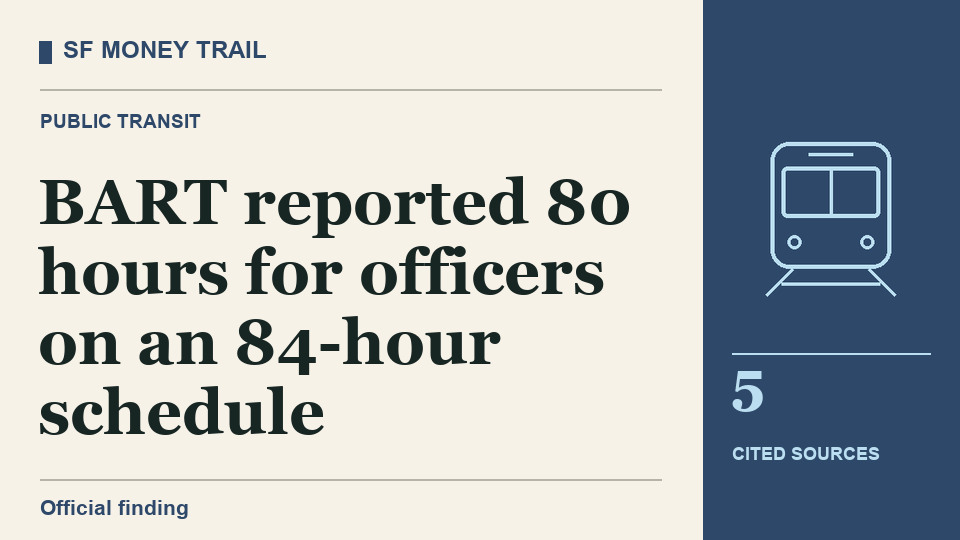 SF MONEY TRAIL
PUBLIC TRANSIT
BART reported 80
hours for officers
on an 84-hour
schedule
Official finding
5
CITED SOURCES